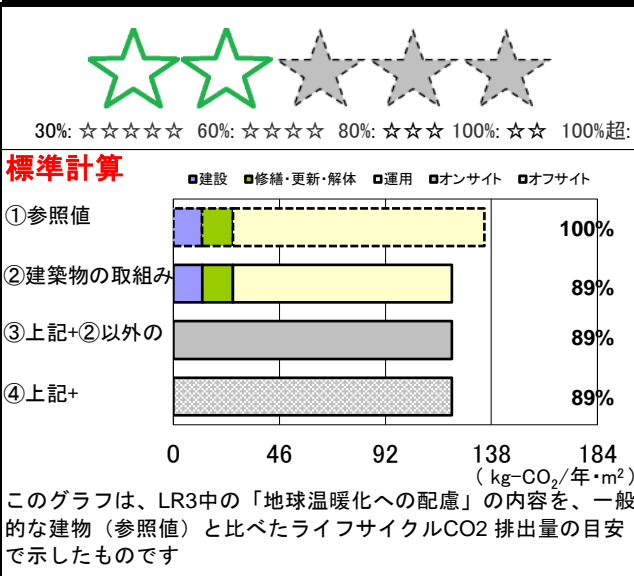 30%: ☆☆☆☆☆ 60%: ☆☆☆☆ 80%: ☆☆☆ 100%: ☆☆ 100%超:
標準計算
建設 修繕・更新・解体 運用 オンサイト オフサイト
①参照値 100%
②建築物の取組み 89%
③上記+②以外の 89%
④上記+ 89%
0 46 92 138 184
( kg-CO2/年・m²)
このグラフは、LR3中の「地球温暖化への配慮」の内容を、一般
的な建物（参照値）と比べたライフサイクルCO2 排出量の目安
で示したものです